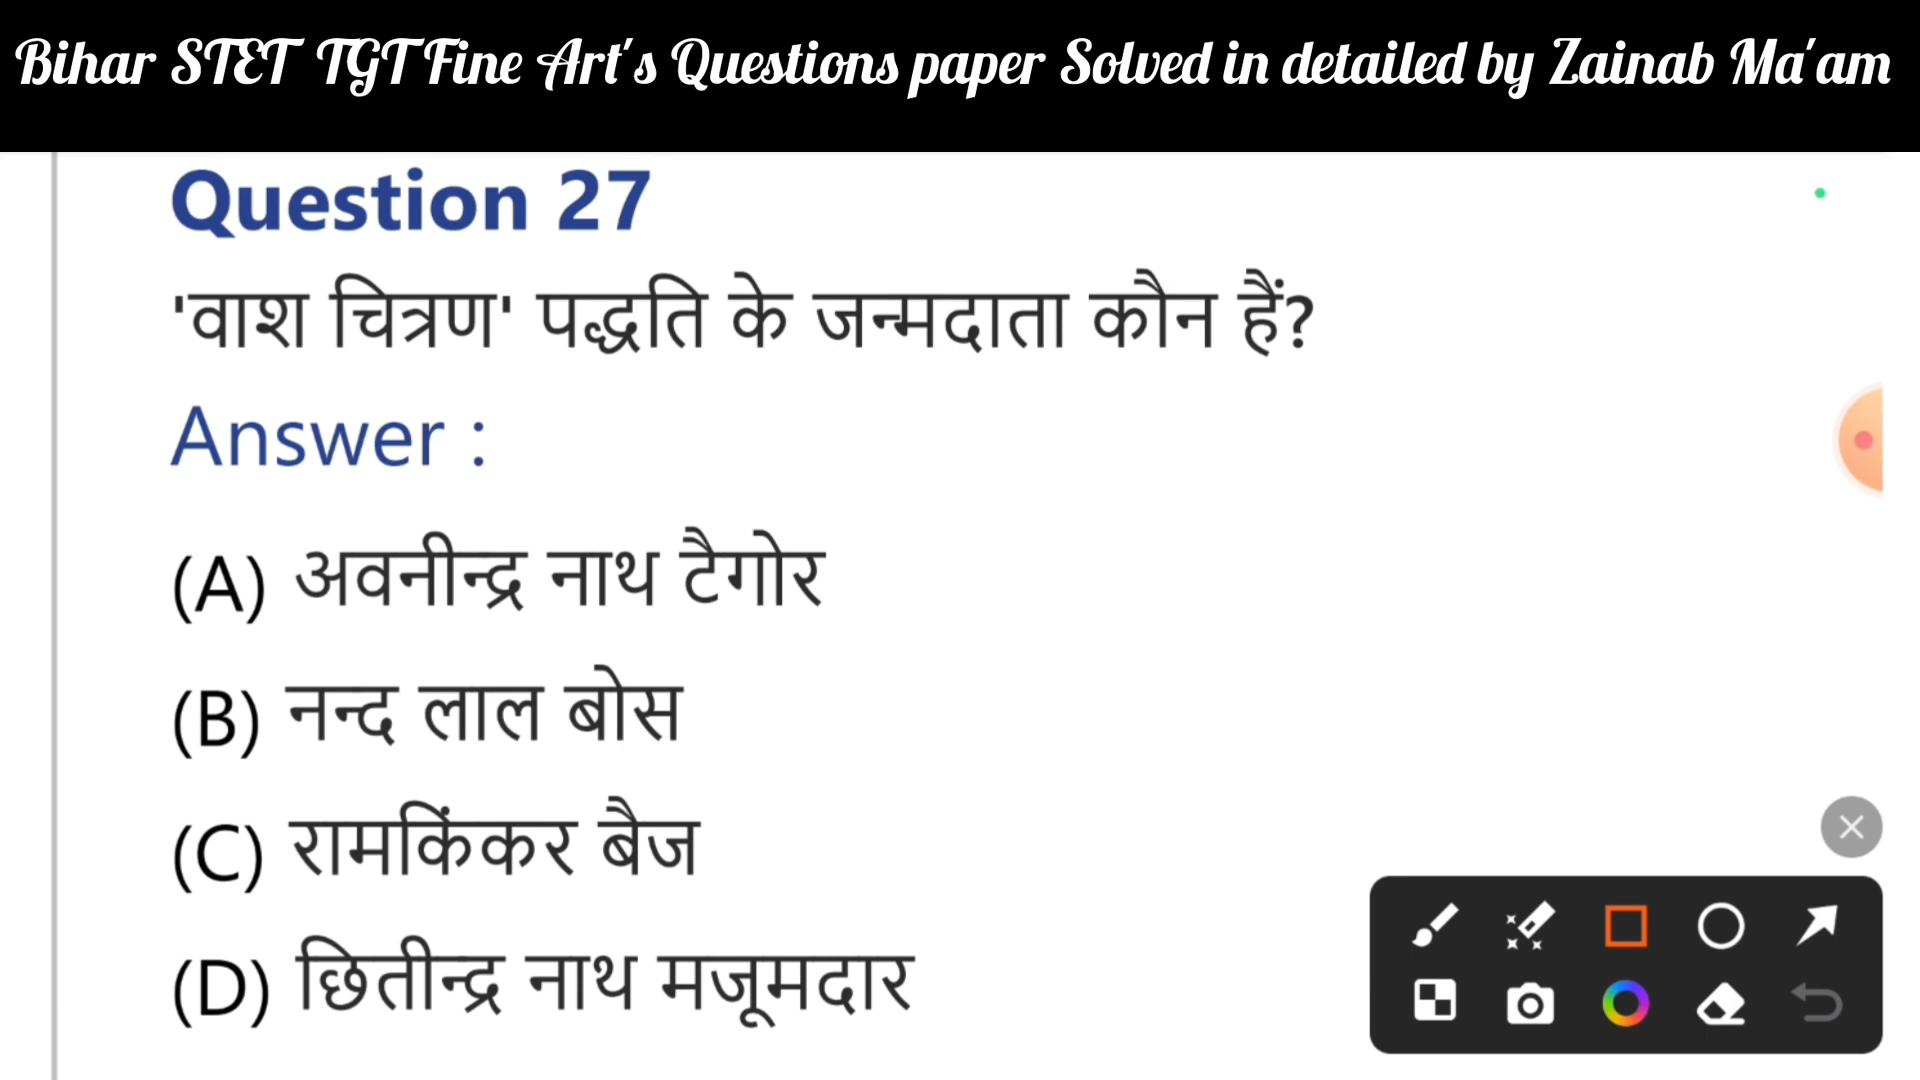 Bihar STET TGT Fine Art's Questions paper Solved in detailed by Zainab Ma'am
Question 27
'वाश चित्रण' पद्धति के जन्मदाता कौन हैं?
Answer :
(A) अवनीन्द्र नाथ टैगोर
(B) नन्द लाल बोस
(C) रामकिंकर बैज
(D) छितीन्द्र नाथ मजूमदार